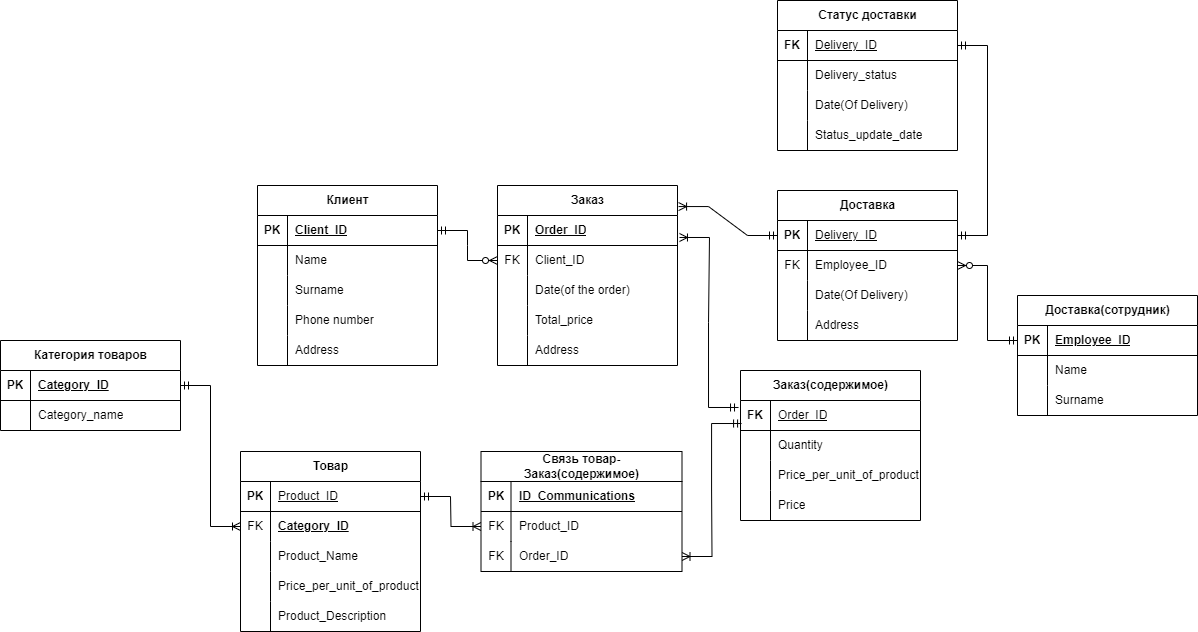 Статус доставки
FK Delivery_ID
Delivery_status
Date(Of Delivery)
Status_update_date
Клиент
PK Client_ID
Name
Surname
Phone number
Address
Заказ
PK Order_ID
FK Client_ID
Date(of the order)
Total_price
Address
Доставка
PK Delivery_ID
FK Employee_ID
Date(Of Delivery)
Address
Доставка(сотрудник)
PK Employee_ID
Name
Surname
Категория товаров
PK Category_ID
Category_name
Заказ(содержимое)
FK Order_ID
Quantity
Price_per_unit_of_product
Price
Товар
PK Product_ID
FK Category_ID
Product_Name
Price_per_unit_of_product
Product_Description
Связь товар-
Заказ(содержимое)
PK ID_Communications
FK Product_ID
FK Order_ID